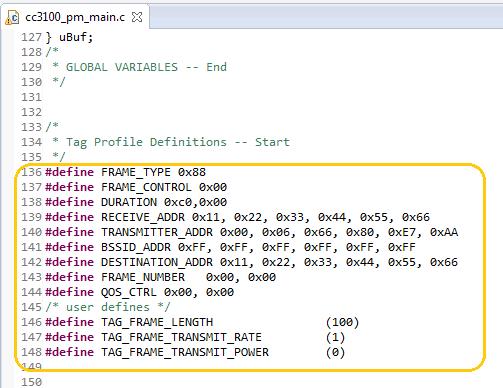 cc3100_pm_main.c
127 } uBuf;
128 /*
129  * GLOBAL VARIABLES -- End
130  */
131
132
133 /*
134  * Tag Profile Definitions -- Start
135  */
136 #define FRAME_TYPE 0x88
137 #define FRAME_CONTROL 0x00
138 #define DURATION 0xc0,0x00
139 #define RECEIVE_ADDR 0x11, 0x22, 0x33, 0x44, 0x55, 0x66
140 #define TRANSMITTER_ADDR 0x00, 0x06, 0x66, 0x80, 0xE7, 0xAA
141 #define BSSID_ADDR 0xFF, 0xFF, 0xFF, 0xFF, 0xFF, 0xFF
142 #define DESTINATION_ADDR 0x11, 0x22, 0x33, 0x44, 0x55, 0x66
143 #define FRAME_NUMBER   0x00, 0x00
144 #define QOS_CTRL 0x00, 0x00
145 /* user defines */
146 #define TAG_FRAME_LENGTH                (100)
147 #define TAG_FRAME_TRANSMIT_RATE         (1)
148 #define TAG_FRAME_TRANSMIT_POWER        (0)
149
150